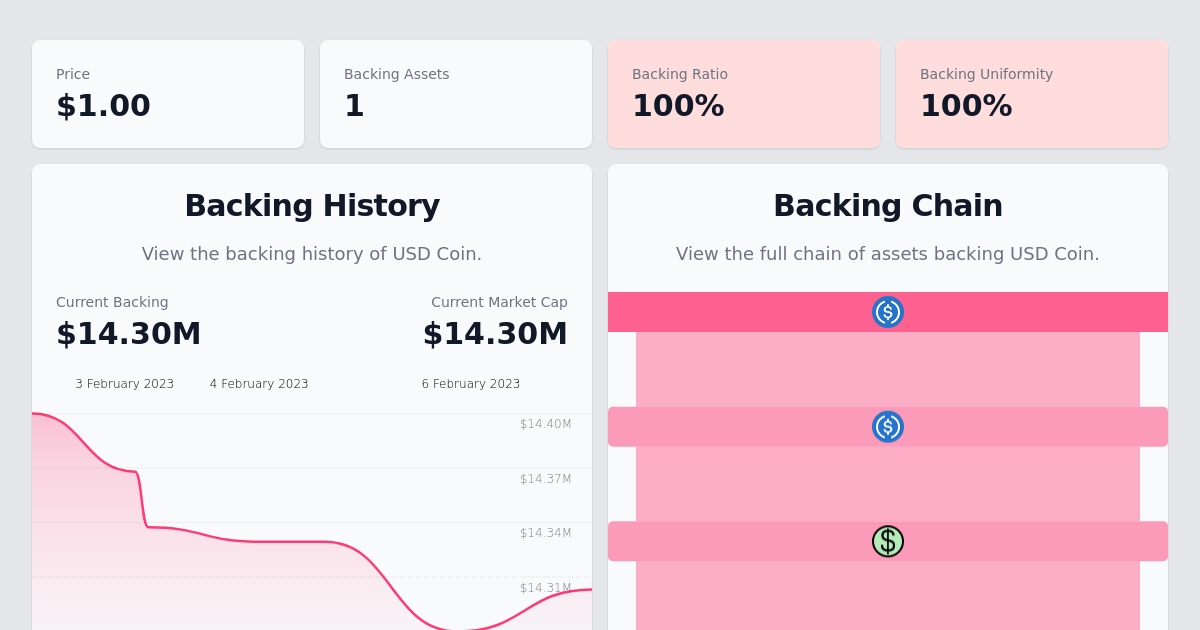 Price
$1.00
Backing Assets
1
Backing Ratio
100%
Backing Uniformity
100%
Backing History
View the backing history of USD Coin.
Current Backing
$14.30M
Current Market Cap
$14.30M
3 February 2023
4 February 2023
6 February 2023
$14.40M
$14.37M
$14.34M
$14.31M
Backing Chain
View the full chain of assets backing USD Coin.
$
$
$